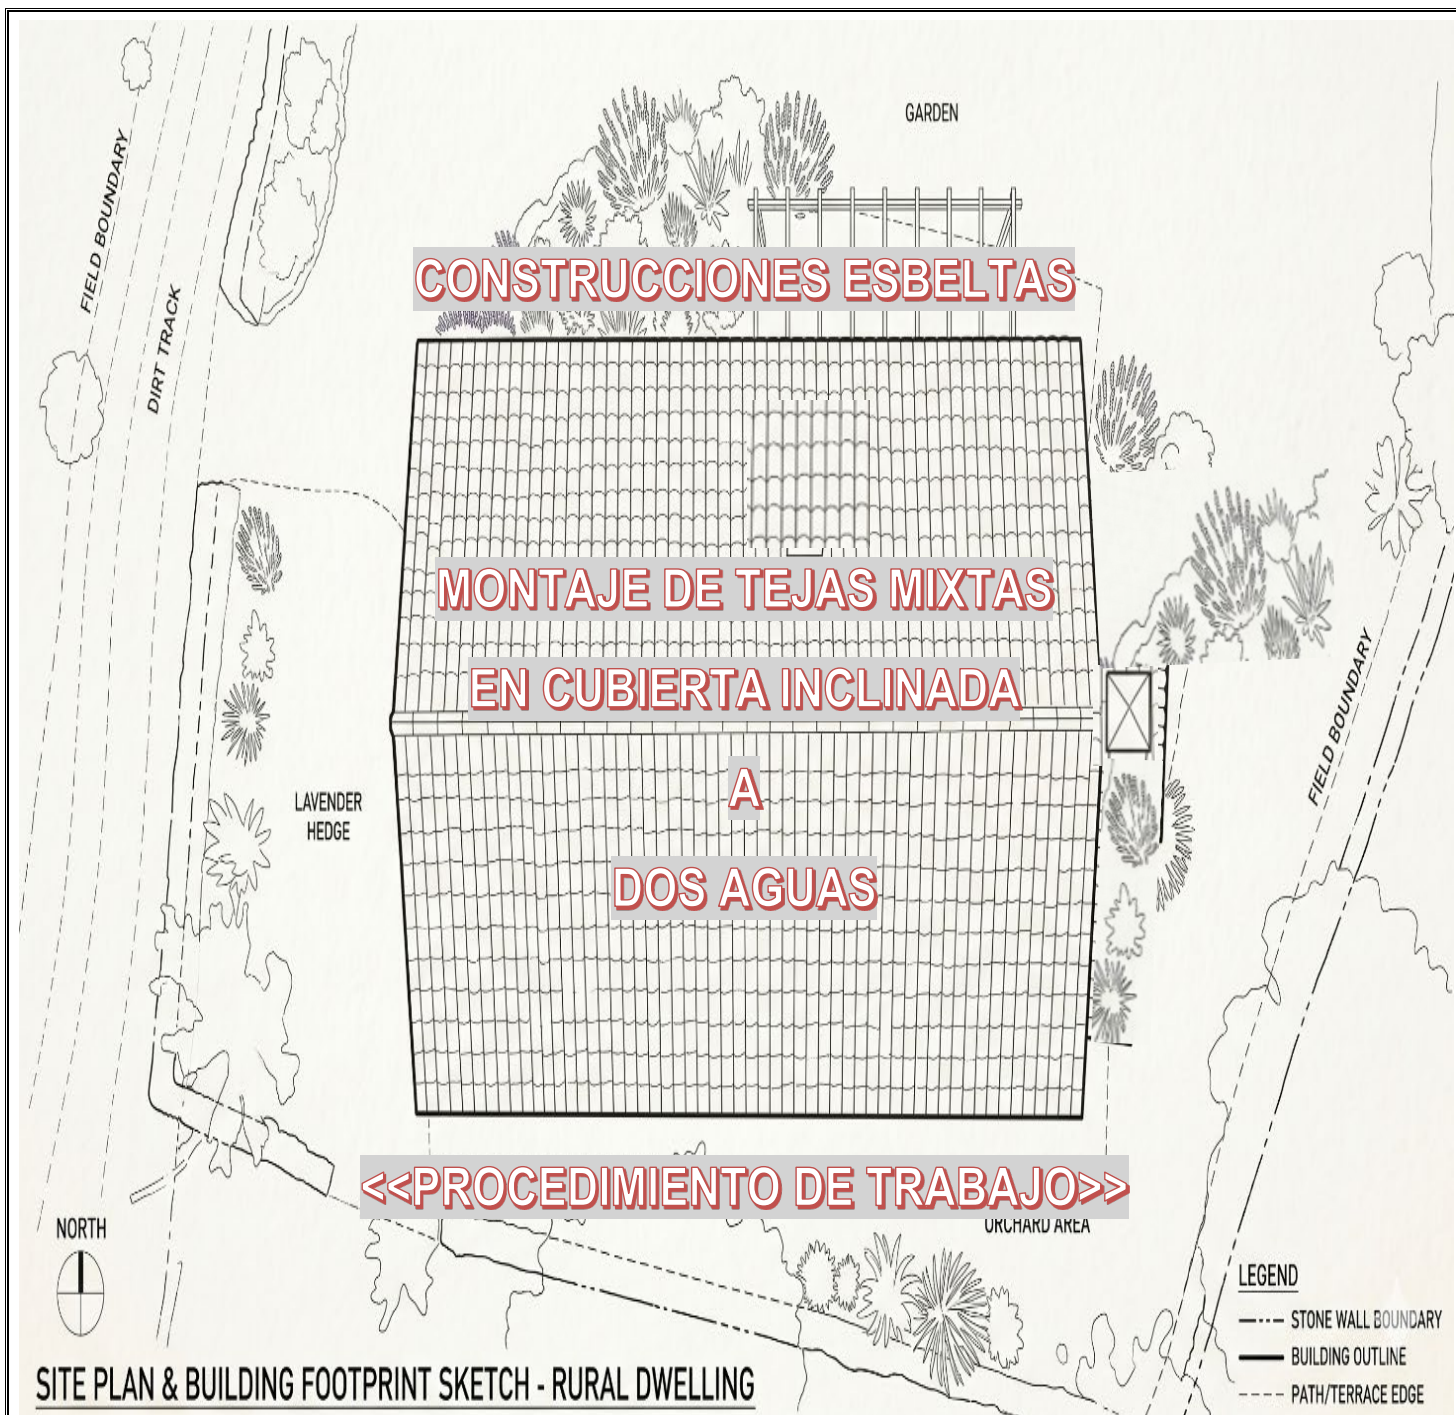 GARDEN
FIELD BOUNDARY
DIRT TRACK
CONSTRUCCIONES ESBELTAS
MONTAJE DE TEJAS MIXTAS
EN CUBIERTA INCLINADA
A
DOS AGUAS
LAVENDER
HEDGE
FIELD BOUNDARY
<<PROCEDIMIENTO DE TRABAJO>>
ORCHARD AREA
NORTH
LEGEND
STONE WALL BOUNDARY
BUILDING OUTLINE
PATH/TERRACE EDGE
SITE PLAN & BUILDING FOOTPRINT SKETCH - RURAL DWELLING